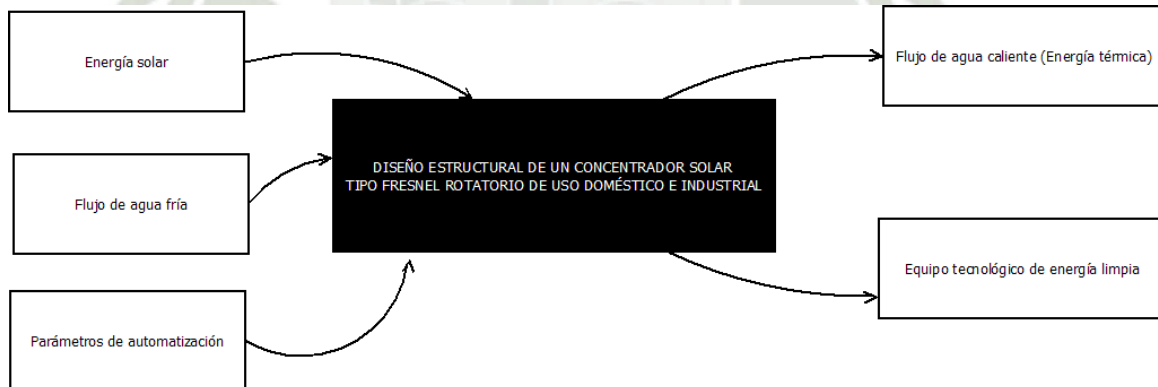 Energía solar
Flujo de agua fría
Parámetros de automatización
DISEÑO ESTRUCTURAL DE UN CONCENTRADOR SOLAR
TIPO FRESNEL ROTATORIO DE USO DOMÉSTICO E INDUSTRIAL
Flujo de agua caliente (Energía térmica)
Equipo tecnológico de energía limpia